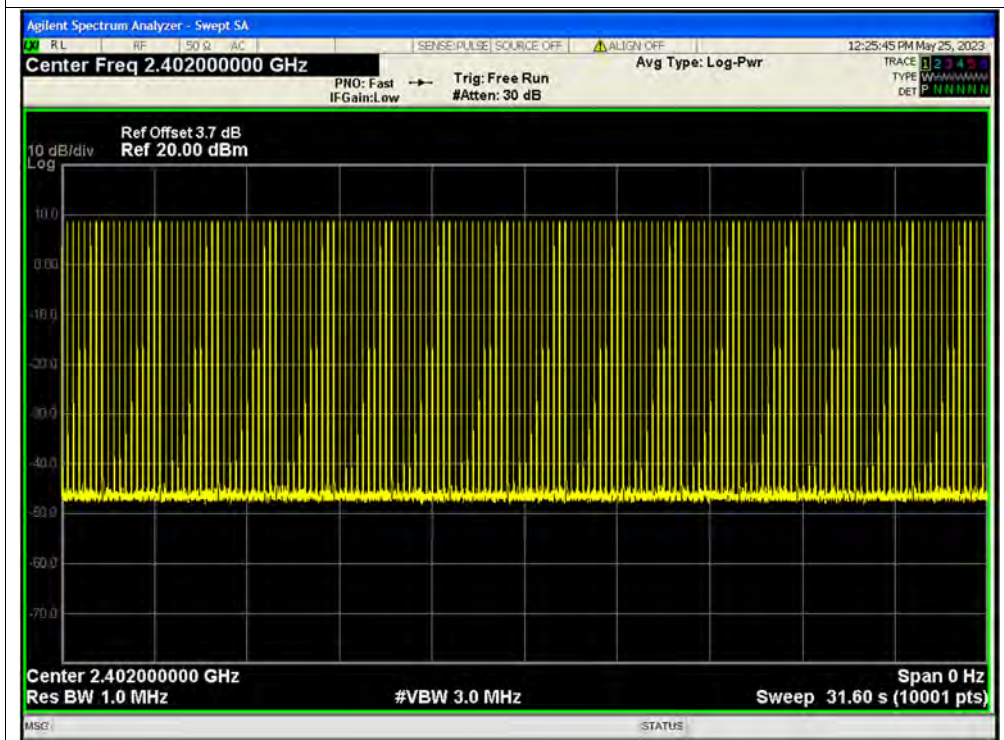 Agilent Spectrum Analyzer - Swept SA
LXI RL RF 50 Ω AC SENSE:PULSE SOURCE OFF ALIGN OFF 12:25:45 PM May 25, 2023
Center Freq 2.402000000 GHz Avg Type: Log-Pwr TRACE 1 2 3 4 5 6
PNO: Fast Trig: Free Run TYPE W
IFGain:Low #Atten: 30 dB DET P N N N N N
Ref Offset 3.7 dB
10 dB/div Ref 20.00 dBm
Log
10.0
0.00
-10.0
-20.0
-30.0
-40.0
-50.0
-60.0
-70.0
Center 2.402000000 GHz Span 0 Hz
Res BW 1.0 MHz #VBW 3.0 MHz Sweep 31.60 s (10001 pts)
MSG STATUS